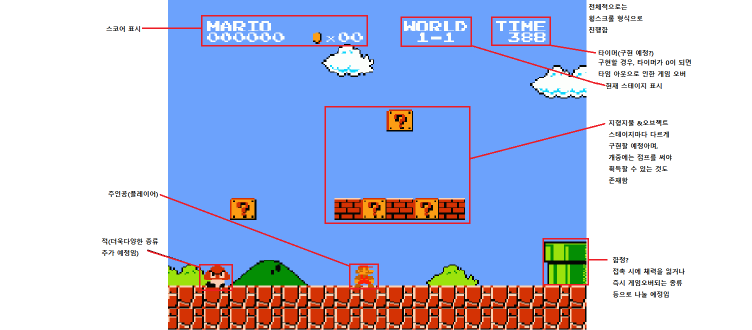 전체적으로는
횡스크롤 형식으로
진행함
스코어 표시
MARIO
000000
×00
WORLD
1-1
TIME
388
타이머(구현 예정?)
구현할 경우, 타이머가 0이 되면
타임 아웃으로 인한 게임 오버
현재 스테이지 표시
지형지물 &오브젝트
스테이지마다 다르게
구현할 예정이며,
개중에는 점프를 써야
획득할 수 있는 것도
존재함
주인공(플레이어)
적(더욱다양한 종류
추가 예정임)
함정?
접촉 시에 체력을 잃거나
즉시 게임오버되는 종류
등으로 나눌 예정임